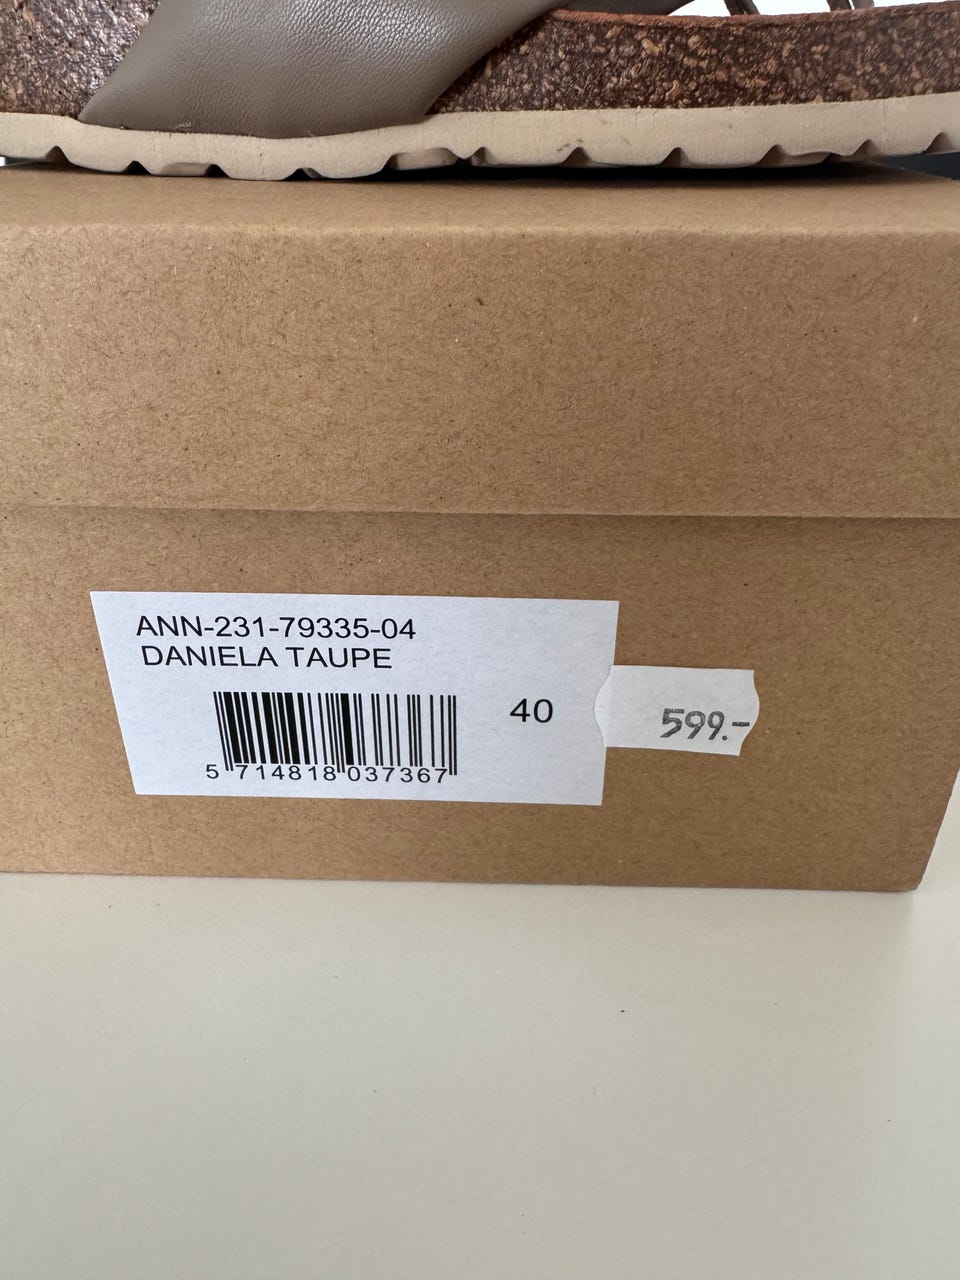 ANN-231-79335-04
DANIELA TAUPE
40
599.-
5 714818 037367